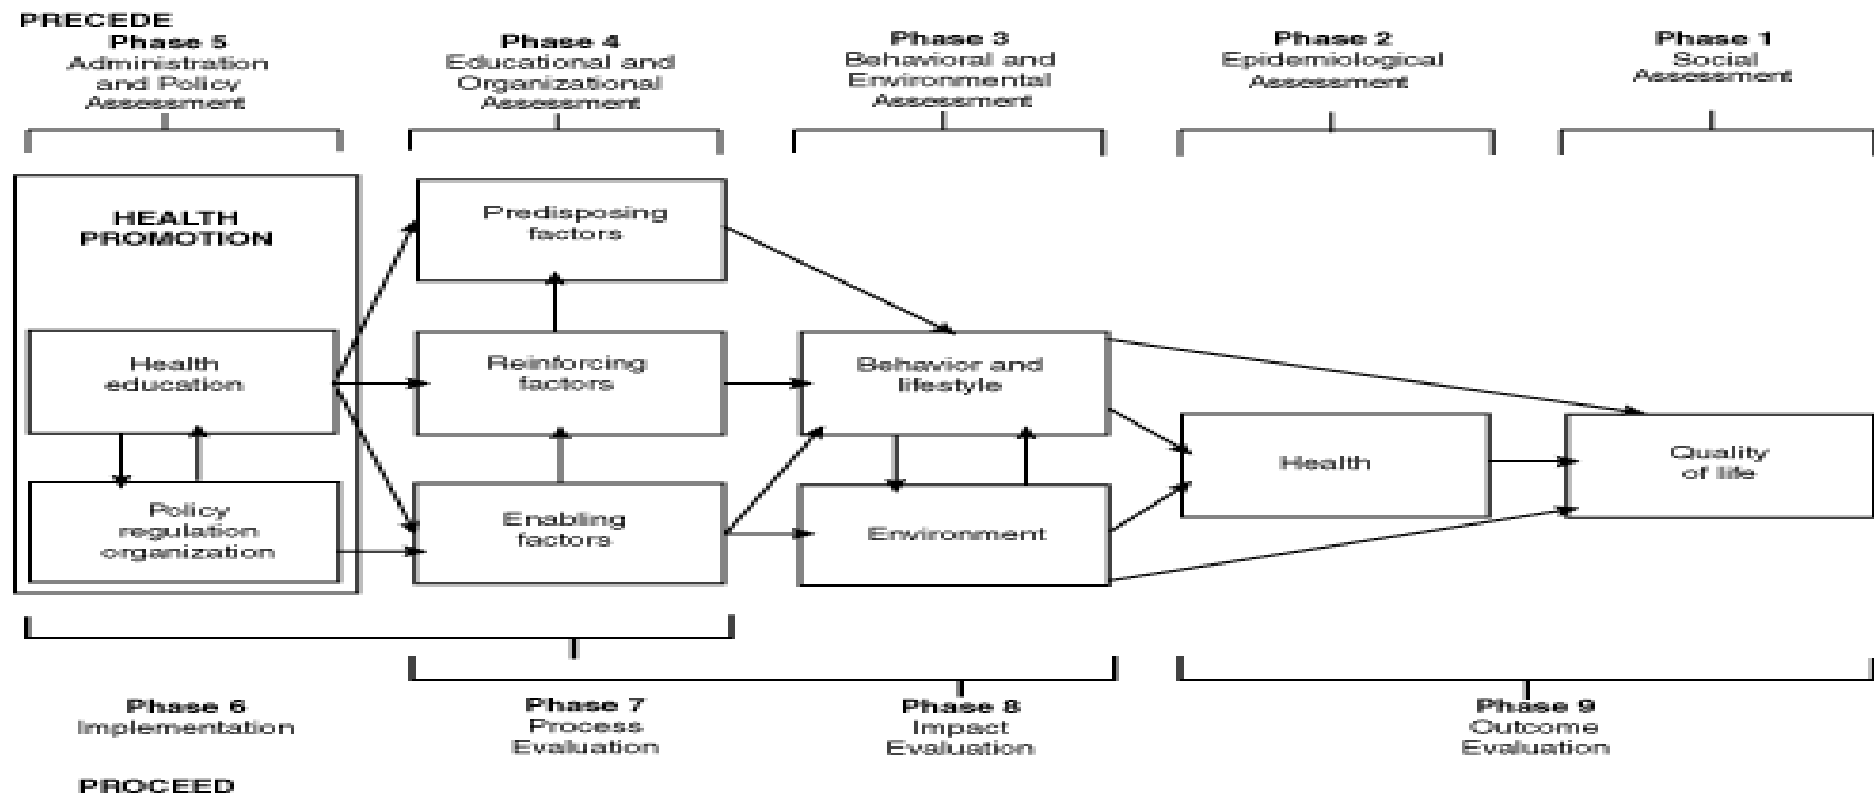 PRECEDE
Phase 5
Administration
and Policy
Assessment
Phase 4
Educational and
Organizational
Assessment
Phase 3
Behavioral and
Environmental
Assessment
Phase 2
Epidemiological
Assessment
Phase 1
Social
Assessment
HEALTH
PROMOTION
Predisposing
factors
Health
education
Reinforcing
factors
Behavior and
lifestyle
Health
Quality
of life
Policy
regulation
organization
Enabling
factors
Environment
Phase 6
Implementation
Phase 7
Process
Evaluation
Phase 8
Impact
Evaluation
Phase 9
Outcome
Evaluation
PROCEED